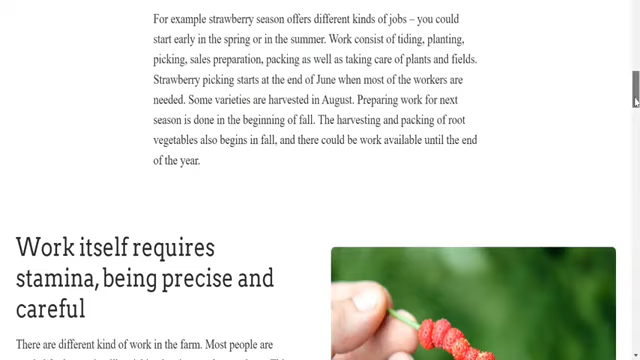 For example strawberry season offers different kinds of jobs – you could
start early in the spring or in the summer. Work consist of tiding, planting,
picking, sales preparation, packing as well as taking care of plants and fields.
Strawberry picking starts at the end of June when most of the workers are
needed. Some varieties are harvested in August. Preparing work for next
season is done in the beginning of fall. The harvesting and packing of root
vegetables also begins in fall, and there could be work available until the end
of the year.
Work itself requires
stamina, being precise and
careful
There are different kind of work in the farm. Most people are